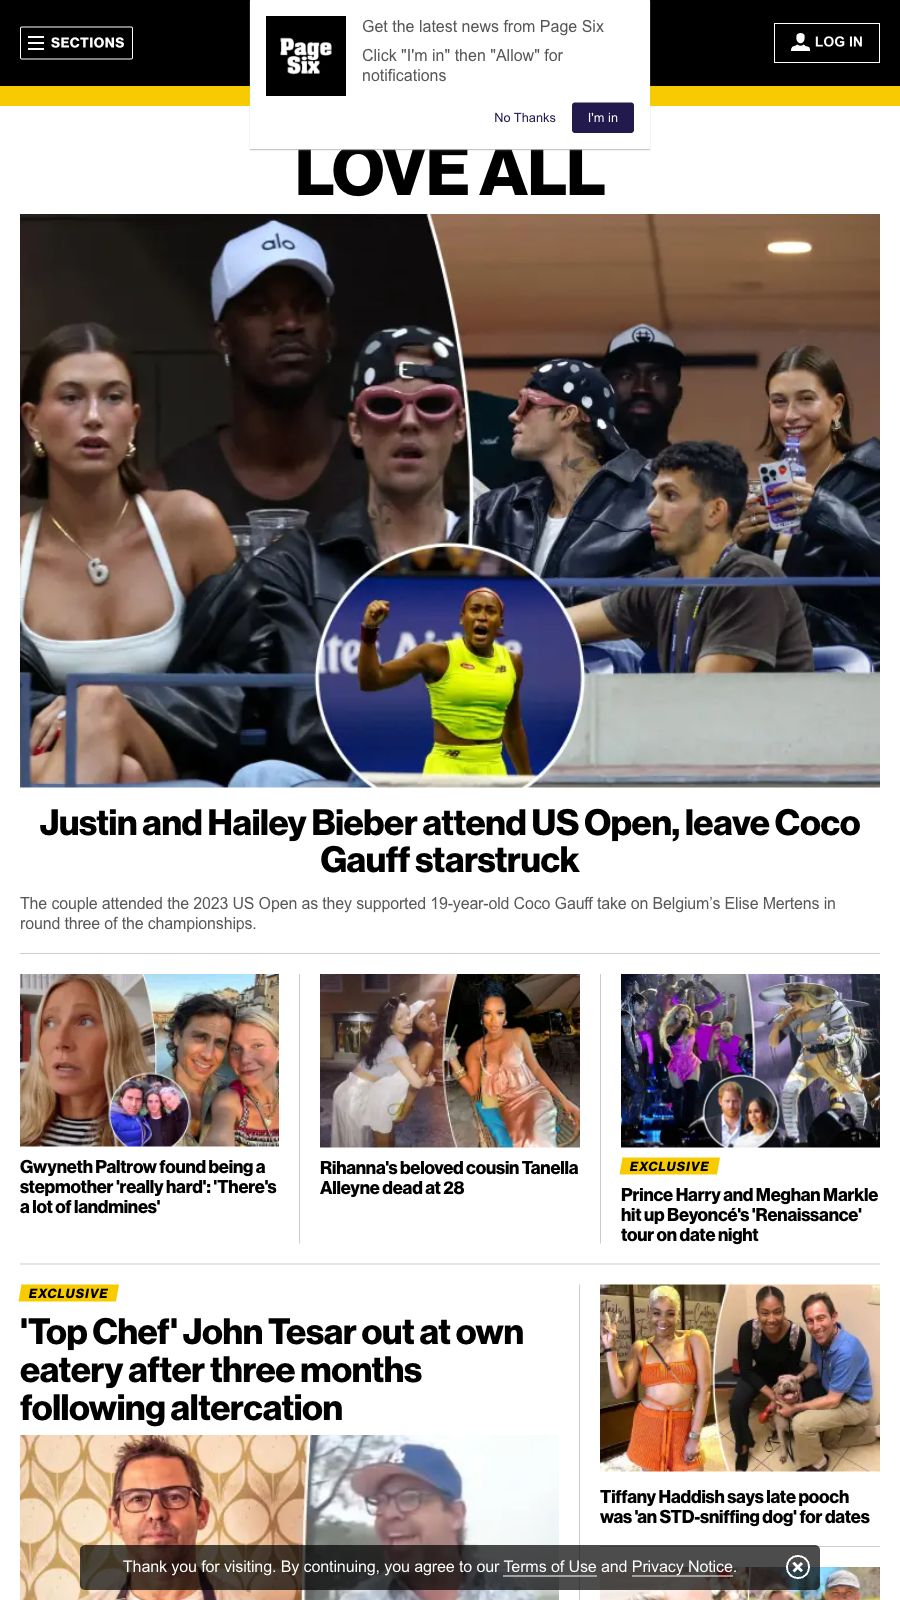 SECTIONS
Page
Six
Get the latest news from Page Six
Click "I'm in" then "Allow" for
notifications
No Thanks
I'm in
LOG IN
LOVE ALL
alo
6
Justin and Hailey Bieber attend US Open, leave Coco
Gauff starstruck
The couple attended the 2023 US Open as they supported 19-year-old Coco Gauff take on Belgium’s Elise Mertens in
round three of the championships.
Gwyneth Paltrow found being a
stepmother 'really hard': 'There's
a lot of landmines'
Rihanna's beloved cousin Tanella
Alleyne dead at 28
EXCLUSIVE
Prince Harry and Meghan Markle
hit up Beyoncé's 'Renaissance'
tour on date night
EXCLUSIVE
'Top Chef' John Tesar out at own
eatery after three months
following altercation
Tiffany Haddish says late pooch
was 'an STD-sniffing dog' for dates
Thank you for visiting. By continuing, you agree to our Terms of Use and Privacy Notice.